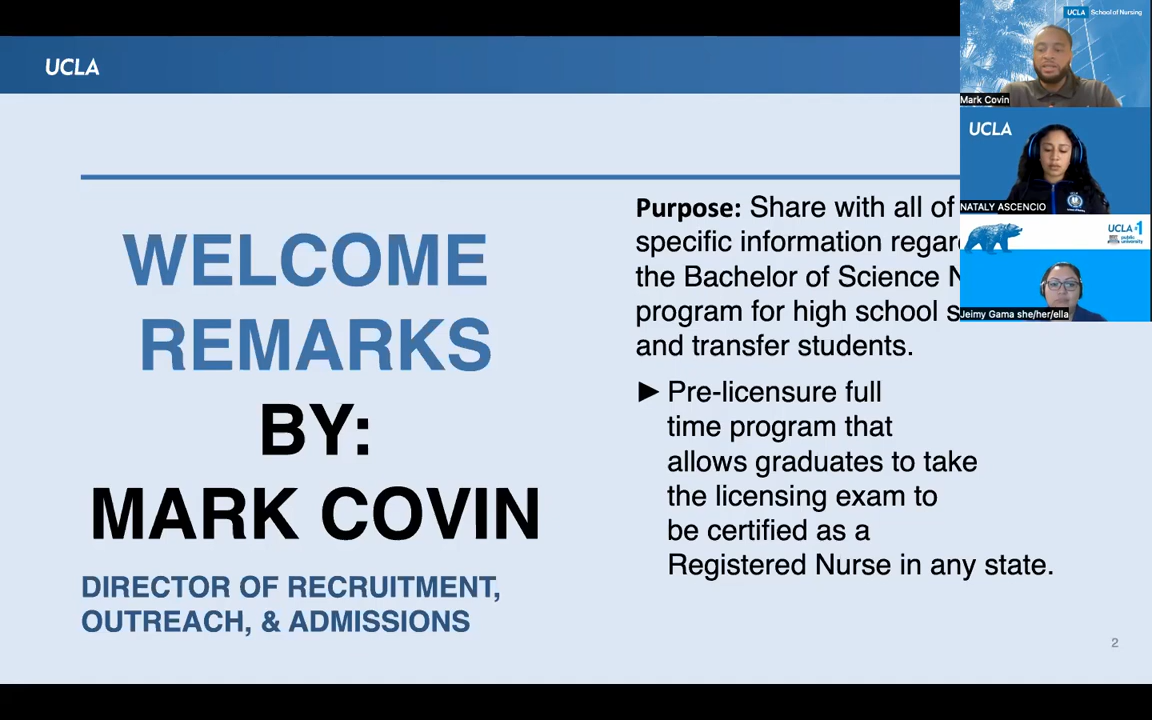 UCLA
WELCOME
REMARKS
BY:
MARK COVIN
DIRECTOR OF RECRUITMENT,
OUTREACH, & ADMISSIONS
Purpose: Share with all of
specific information
the Bachelor of Science
program for high school
and transfer students.
► Pre-licensure full
time program that
allows graduates to take
the licensing exam to
be certified as a
Registered Nurse in any state.
2
UCLA School of Nursing
Mark Covin
UCLA
NATALY ASCENCIO
UCLA #1
public
university
Jeimy Gama she/her/ella